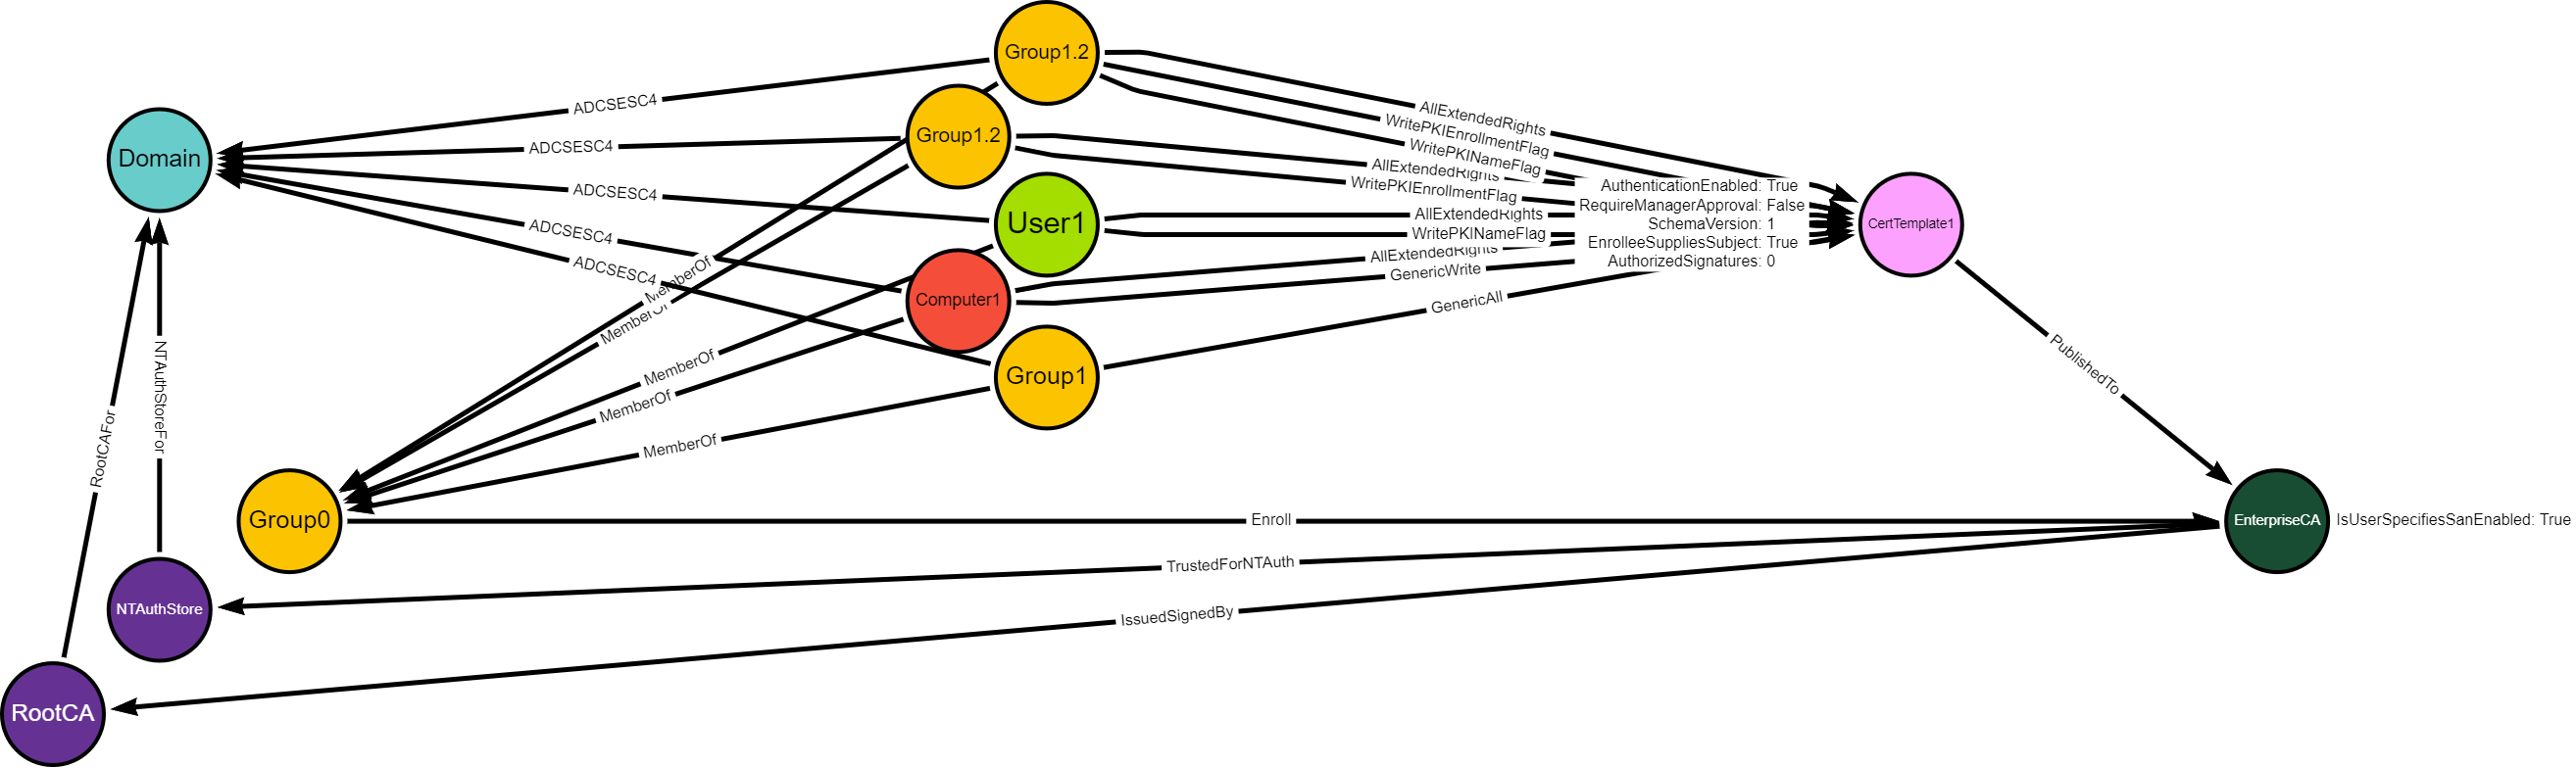 Group1.2
ADCSESC4
AllExtendedRights
WritePKIEnrollmentFlag
WritePKINameFlag
Group1.2
ADCSESC4
Domain
AllExtendedRights
WritePKIEnrollmentFlag
ADCSESC4
User1
AllExtendedRights
WritePKINameFlag
AuthenticationEnabled: True
RequireManagerApproval: False
SchemaVersion: 1
EnrolleeSuppliesSubject: True
AuthorizedSignatures: 0
CertTemplate1
ADCSESC4
AllExtendedRights
GenericWrite
ADCSESC4
MemberOf
MemberOf
Computer1
GenericAll
MemberOf
MemberOf
Group1
MemberOf
PublishedTo
NTAuthStoreFor
RootCAFor
Group0
Enroll
EnterpriseCA
IsUserSpecifiesSanEnabled: True
TrustedForNTAuth
NTAuthStore
IssuedSignedBy
RootCA